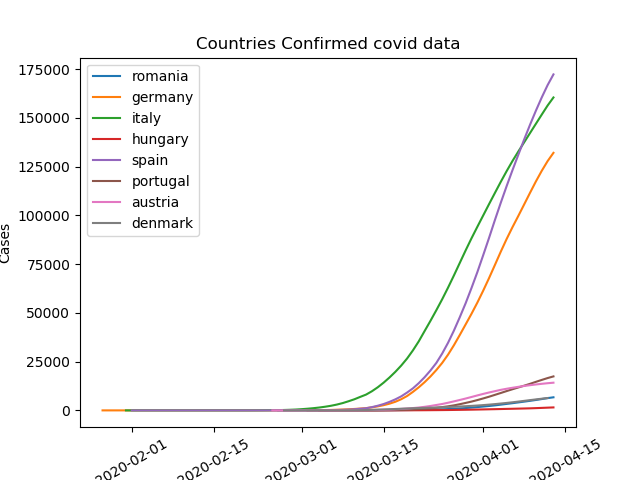 Countries Confirmed covid data
175000
150000
125000
100000
75000
50000
25000
0
Cases
romania
germany
italy
hungary
spain
portugal
austria
denmark
2020-02-01
2020-02-15
2020-03-01
2020-03-15
2020-04-01
2020-04-15